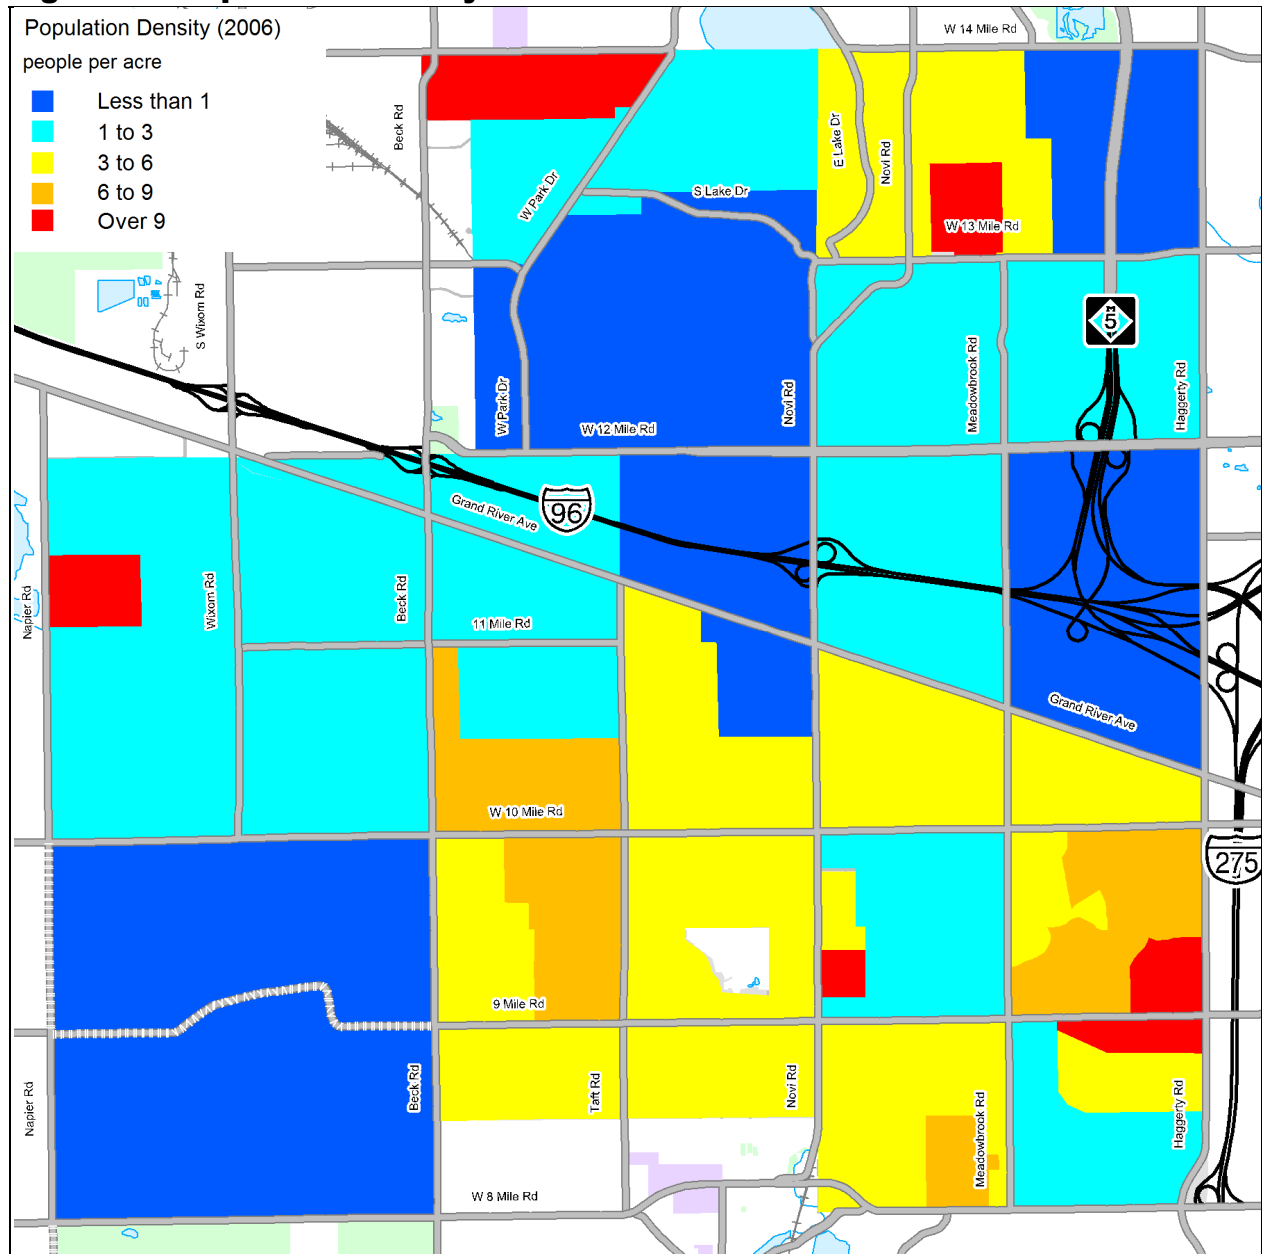 Population Density (2006)
people per acre
Less than 1
1 to 3
3 to 6
6 to 9
Over 9
W 14 Mile Rd
Beck Rd
E Lake Dr
Novi Rd
W Park Dr
S Lake Dr
W 13 Mile Rd
S Wixom Rd
M
5
Meadowbrook Rd
Haggerty Rd
W Park Dr
Novi Rd
W 12 Mile Rd
Grand River Ave
96
Napier Rd
Wixom Rd
Beck Rd
11 Mile Rd
Grand River Ave
W 10 Mile Rd
275
9 Mile Rd
Napier Rd
Beck Rd
Taft Rd
Novi Rd
Meadowbrook Rd
Haggerty Rd
W 8 Mile Rd